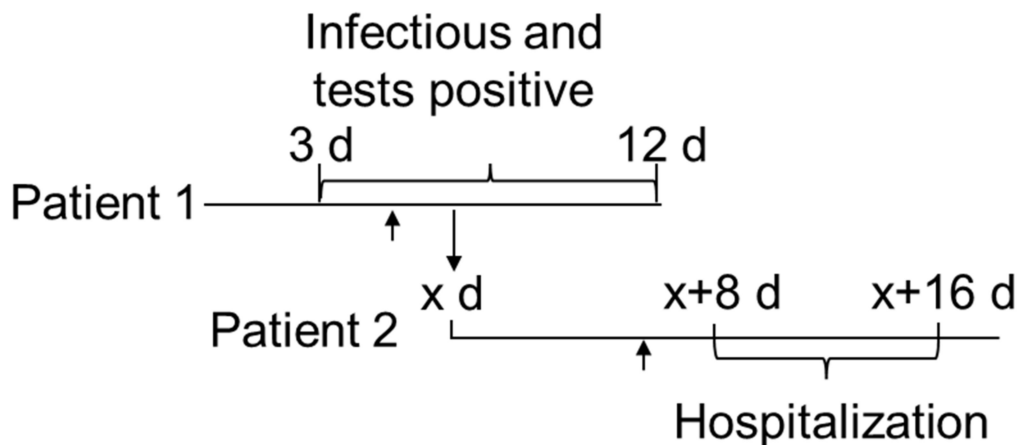 Infectious and
tests positive
3 d 12 d
Patient 1
x d x+8 d x+16 d
Patient 2
Hospitalization